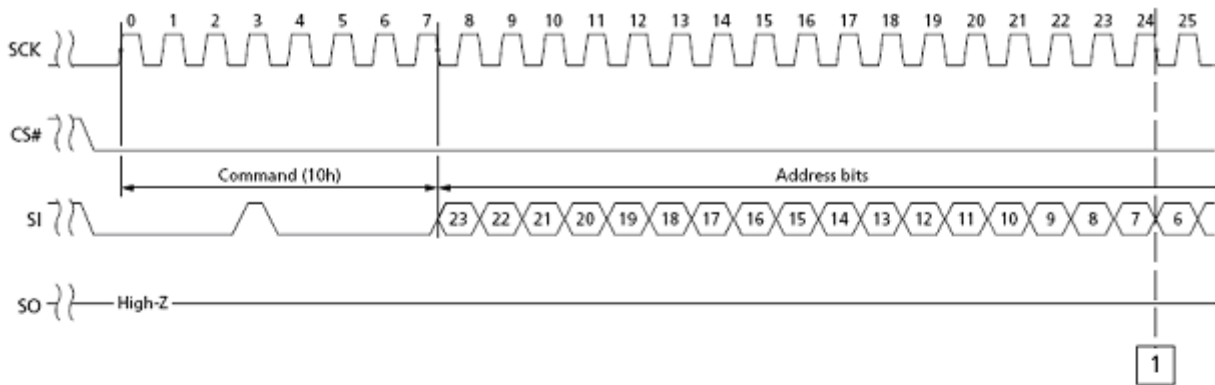 0 1 2 3 4 5 6 7 8 9 10 11 12 13 14 15 16 17 18 19 20 21 22 23 24 25
SCK
CS#
Command (10h) Address bits
SI 23 22 21 20 19 18 17 16 15 14 13 12 11 10 9 8 7 6
SO High-Z
1